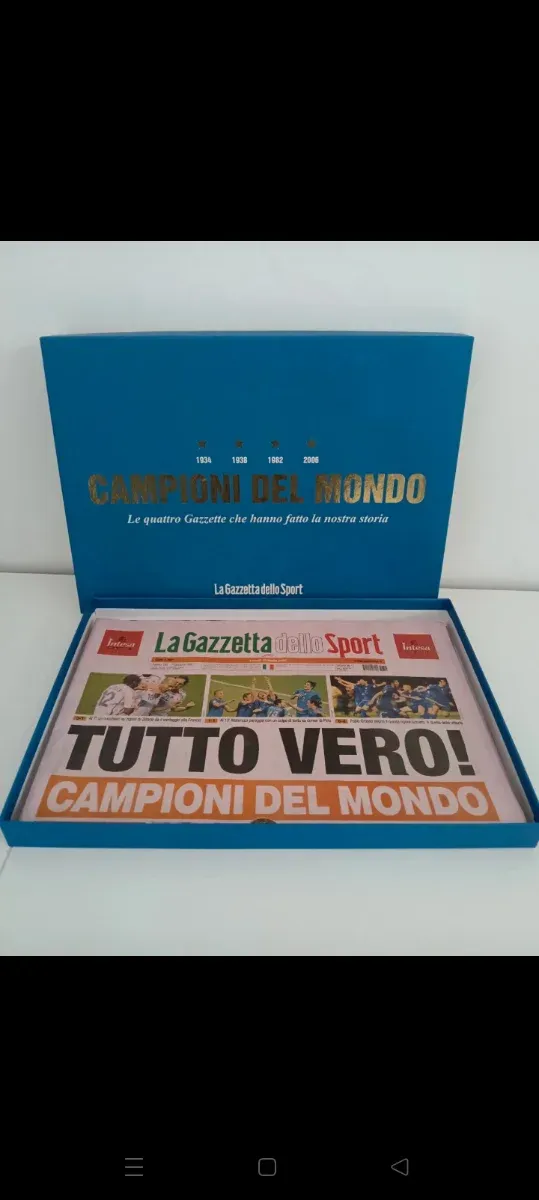 1934 1938 1982 2006
CAMPIONI DEL MONDO
Le quattro Gazzette che hanno fatto la nostra storia
La Gazzetta dello Sport
Intesa
La Gazzetta dello Sport
Intesa
TUTTO VERO!
CAMPIONI DEL MONDO